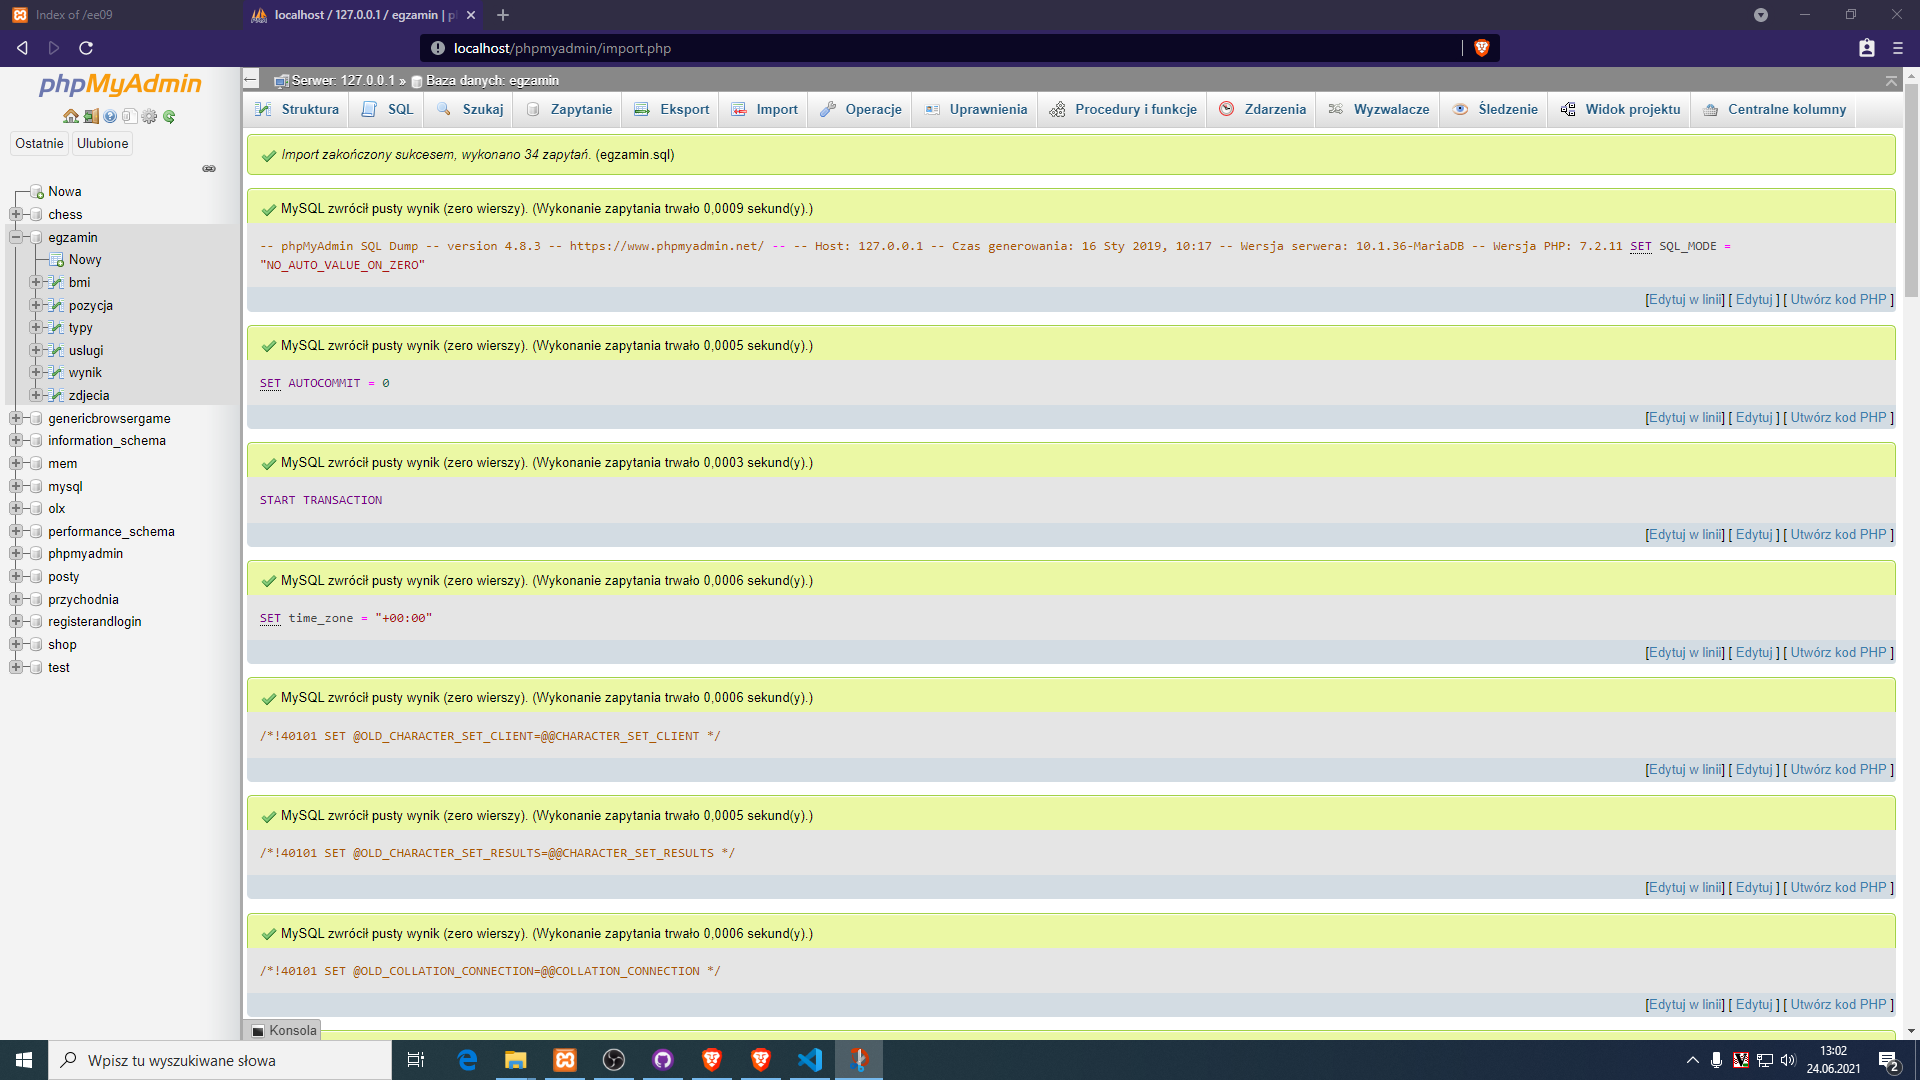 Index of /ee09
localhost / 127.0.0.1 / egzamin | p
localhost/phpmyadmin/import.php
phpMyAdmin
Ostatnie
Ulubione
Nowa
chess
egzamin
Nowy
bmi
pozycja
typy
uslugi
wynik
zdjecia
genericbrowsergame
information_schema
mem
mysql
olx
performance_schema
phpmyadmin
posty
przychodnia
registerandlogin
shop
test
Serwer: 127.0.0.1 » Baza danych: egzamin
Struktura SQL Szukaj Zapytanie Eksport Import Operacje Uprawnienia Procedury i funkcje Zdarzenia Wyzwalacze Śledzenie Widok projektu Centralne kolumny
Import zakończony sukcesem, wykonano 34 zapytań. (egzamin.sql)
MySQL zwrócił pusty wynik (zero wierszy). (Wykonanie zapytania trwało 0,0009 sekund(y).)
-- phpMyAdmin SQL Dump -- version 4.8.3 -- https://www.phpmyadmin.net/ -- -- Host: 127.0.0.1 -- Czas generowania: 16 Sty 2019, 10:17 -- Wersja serwera: 10.1.36-MariaDB -- Wersja PHP: 7.2.11 SET SQL_MODE =
"NO_AUTO_VALUE_ON_ZERO"
[Edytuj w linii] [ Edytuj ] [ Utwórz kod PHP ]
MySQL zwrócił pusty wynik (zero wierszy). (Wykonanie zapytania trwało 0,0005 sekund(y).)
SET AUTOCOMMIT = 0
[Edytuj w linii] [ Edytuj ] [ Utwórz kod PHP ]
MySQL zwrócił pusty wynik (zero wierszy). (Wykonanie zapytania trwało 0,0003 sekund(y).)
START TRANSACTION
[Edytuj w linii] [ Edytuj ] [ Utwórz kod PHP ]
MySQL zwrócił pusty wynik (zero wierszy). (Wykonanie zapytania trwało 0,0006 sekund(y).)
SET time_zone = "+00:00"
[Edytuj w linii] [ Edytuj ] [ Utwórz kod PHP ]
MySQL zwrócił pusty wynik (zero wierszy). (Wykonanie zapytania trwało 0,0006 sekund(y).)
/*!40101 SET @OLD_CHARACTER_SET_CLIENT=@@CHARACTER_SET_CLIENT */
[Edytuj w linii] [ Edytuj ] [ Utwórz kod PHP ]
MySQL zwrócił pusty wynik (zero wierszy). (Wykonanie zapytania trwało 0,0005 sekund(y).)
/*!40101 SET @OLD_CHARACTER_SET_RESULTS=@@CHARACTER_SET_RESULTS */
[Edytuj w linii] [ Edytuj ] [ Utwórz kod PHP ]
MySQL zwrócił pusty wynik (zero wierszy). (Wykonanie zapytania trwało 0,0006 sekund(y).)
/*!40101 SET @OLD_COLLATION_CONNECTION=@@COLLATION_CONNECTION */
[Edytuj w linii] [ Edytuj ] [ Utwórz kod PHP ]
Konsola
Wpisz tu wyszukiwane słowa
13:02
24.06.2021
2